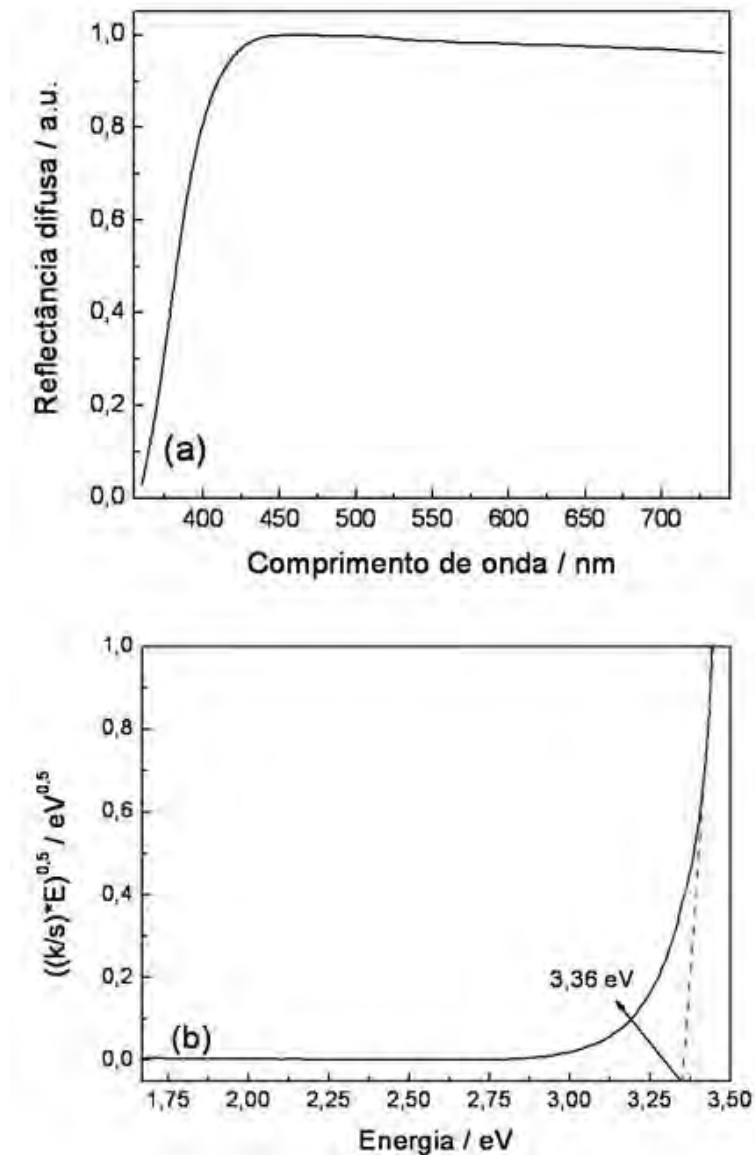 Reflectância difusa / a.u.
1,0
0,8
0,6
0,4
0,2
0,0
(a)
400 450 500 550 600 650 700
Comprimento de onda / nm
((k/s)*E)^0,5 / eV^0,5
1,0
0,8
0,6
0,4
0,2
0,0
3,36 eV
(b)
1,75 2,00 2,25 2,50 2,75 3,00 3,25 3,50
Energia / eV